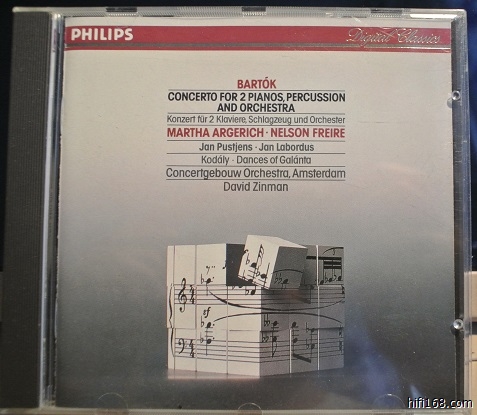 PHILIPS
Digital Classics
BARTÓK
CONCERTO FOR 2 PIANOS, PERCUSSION
AND ORCHESTRA
Konzert für 2 Klaviere, Schlagzeug und Orchester
MARTHA ARGERICH · NELSON FREIRE
Jan Pustjens · Jan Labordus
Kodály · Dances of Galánta
Concertgebouw Orchestra, Amsterdam
David Zinman
hifi168.com